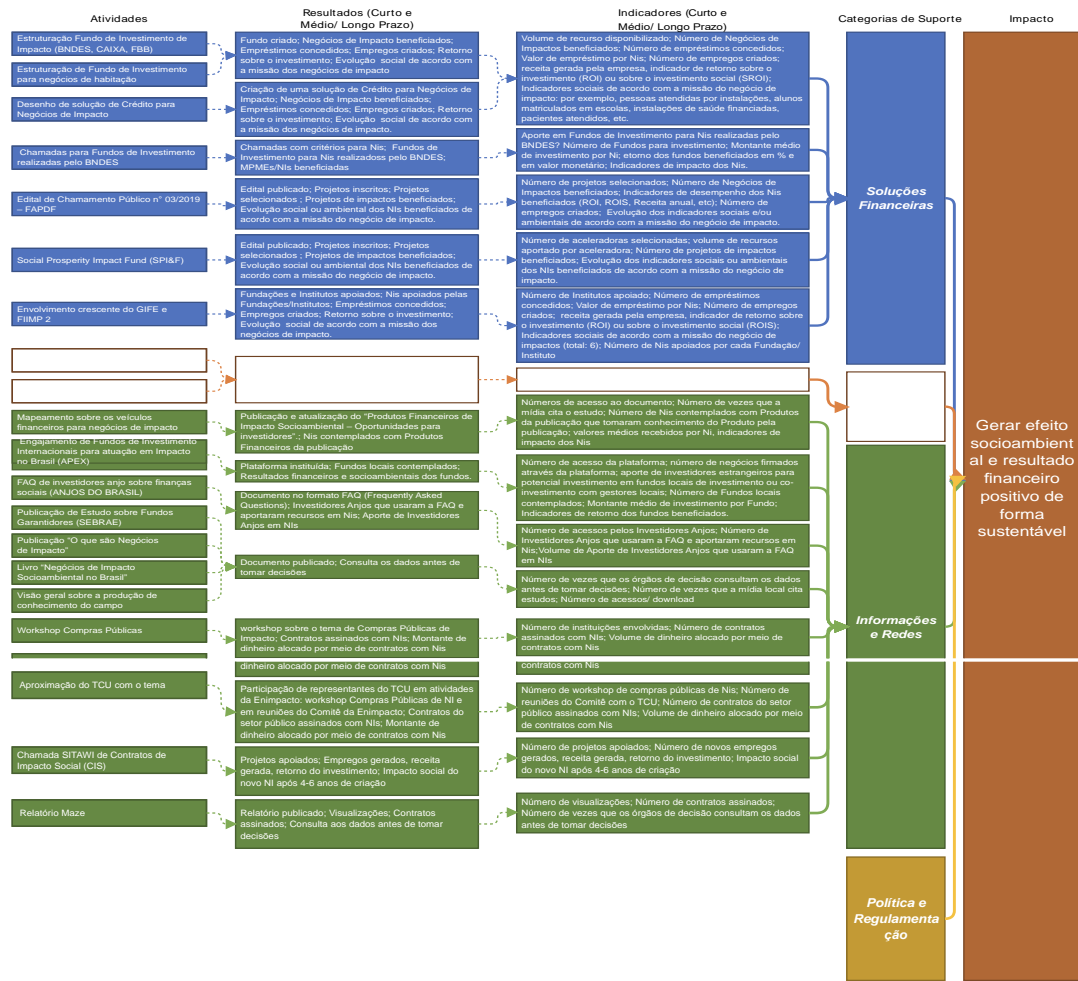 Atividades
Resultados (Curto e
Médio/ Longo Prazo)
Indicadores (Curto e
Médio/ Longo Prazo)
Categorias de Suporte
Impacto
Estruturação Fundo de Investimento de
Impacto (BNDES, CAIXA, FBB)
Estruturação de Fundo de Investimento
para negócios de habitação
Desenho de solução de Crédito para
Negócios de Impacto
Chamadas para Fundos de Investimento
realizadas pelo BNDES
Edital de Chamamento Público n° 03/2019
– FAPDF
Social Prosperity Impact Fund (SPI&F)
Envolvimento crescente do GIFE e
FIIMP 2
Fundo criado; Negócios de Impacto beneficiados;
Empréstimos concedidos; Empregos criados; Retorno
sobre o investimento; Evolução social de acordo com
a missão dos negócios de impacto
Criação de uma solução de Crédito para Negócios de
Impacto; Negócios de Impacto beneficiados;
Empréstimos concedidos; Empregos criados; Retorno
sobre o investimento; Evolução social de acordo com
a missão dos negócios de impacto.
Chamadas com critérios para Nis; Fundos de
Investimento para Nis realizadoss pelo BNDES;
MPMEs/NIs beneficiadas
Edital publicado; Projetos inscritos; Projetos
selecionados ; Projetos de impactos beneficiados;
Evolução social ou ambiental dos NIs beneficiados de
acordo com a missão do negócio de impacto.
Edital publicado; Projetos inscritos; Projetos
selecionados ; Projetos de impactos beneficiados;
Evolução social ou ambiental dos NIs beneficiados de
acordo com a missão do negócio de impacto.
Fundações e Institutos apoiados; Nis apoiados pelas
Fundações/Institutos; Empréstimos concedidos;
Empregos criados; Retorno sobre o investimento;
Evolução social de acordo com a missão dos
negócios de impacto.
Volume de recurso disponibilizado; Número de Negócios de
Impactos beneficiados; Número de empréstimos concedidos;
Valor de empréstimo por Nis; Número de empregos criados;
receita gerada pela empresa, indicador de retorno sobre o
investimento (ROI) ou sobre o investimento social (SROI);
Indicadores sociais de acordo com a missão do negócio de
impacto: por exemplo, pessoas atendidas por instalações, alunos
matriculados em escolas, instalações de saúde financiadas,
pacientes atendidos, etc.
Aporte em Fundos de Investimento para Nis realizadas pelo
BNDES? Número de Fundos para investimento; Montante médio
de investimento por Ni; etorno dos fundos beneficiados em % e
em valor monetário; Indicadores de impacto dos Nis.
Número de projetos selecionados; Número de Negócios de
Impactos beneficiados; Indicadores de desempenho dos Nis
beneficiados (ROI, ROIS, Receita anual, etc); Número de
empregos criados; Evolução dos indicadores sociais e/ou
ambientais de acordo com a missão do negócio de impacto.
Número de aceleradoras selecionadas; volume de recursos
aportado por aceleradora; Número de projetos de impactos
beneficiados; Evolução dos indicadores sociais ou ambientais
dos NIs beneficiados de acordo com a missão do negócio de
impacto.
Número de Institutos apoiado; Número de empréstimos
concedidos; Valor de empréstimo por Nis; Número de empregos
criados; receita gerada pela empresa, indicador de retorno sobre
o investimento (ROI) ou sobre o investimento social (ROIS);
Indicadores sociais de acordo com a missão do negócio de
impactos (total: 6); Número de Nis apoiados por cada Fundação/
Instituto
Soluções
Financeiras
Mapeamento sobre os veículos
financeiros para negócios de impacto
Engajamento de Fundos de Investimento
Internacionais para atuação em Impacto
no Brasil (APEX)
FAQ de investidores anjo sobre finanças
sociais (ANJOS DO BRASIL)
Publicação de Estudo sobre Fundos
Garantidores (SEBRAE)
Publicação "O que são Negócios
de Impacto"
Livro "Negócios de Impacto
Socioambiental no Brasil"
Visão geral sobre a produção de
conhecimento do campo
Workshop Compras Públicas
Aproximação do TCU com o tema
Chamada SITAWI de Contratos de
Impacto Social (CIS)
Relatório Maze
Publicação e atualização do "Produtos Financeiros de
Impacto Socioambiental – Oportunidades para
investidores".; Nis contemplados com Produtos
Financeiros da publicação
Plataforma instituída; Fundos locais contemplados;
Resultados financeiros e socioambientais dos fundos.
Documento no formato FAQ (Frequently Asked
Questions); Investidores Anjos que usaram a FAQ e
aportaram recursos em Nis; Aporte de Investidores
Anjos em NIs
Documento publicado; Consulta os dados antes de
tomar decisões
workshop sobre o tema de Compras Públicas de
Impacto; Contratos assinados com NIs; Montante de
dinheiro alocado por meio de contratos com Nis
dinheiro alocado por meio de contratos com Nis
Participação de representantes do TCU em atividades
da Enimpacto: workshop Compras Públicas de NI e
em reuniões do Comitê da Enimpacto; Contratos do
setor público assinados com NIs; Montante de
dinheiro alocado por meio de contratos com Nis
Projetos apoiados; Empregos gerados, receita
gerada, retorno do investimento; Impacto social do
novo NI após 4-6 anos de criação
Relatório publicado; Visualizações; Contratos
assinados; Consulta aos dados antes de tomar
decisões
Números de acesso ao documento; Número de vezes que a
mídia cita o estudo; Número de Nis contemplados com Produtos
da publicação que tomaram conhecimento do Produto pela
publicação; valores médios recebidos por Ni, indicadores de
impacto dos Nis
Número de acesso da plataforma; número de negócios firmados
através da plataforma; aporte de investidores estrangeiros para
potencial investimento em fundos locais de investimento ou co-
investimento com gestores locais; Número de Fundos locais
contemplados; Montante médio de investimento por Fundo;
Indicadores de retorno dos fundos beneficiados.
Número de acessos pelos Investidores Anjos; Número de
Investidores Anjos que usaram a FAQ e aportaram recursos em
Nis;Volume de Aporte de Investidores Anjos que usaram a FAQ
em NIs
Número de vezes que os órgãos de decisão consultam os dados
antes de tomar decisões; Número de vezes que a mídia local cita
estudos; Número de acessos/ download
Número de instituições envolvidas; Número de contratos
assinados com NIs; Volume de dinheiro alocado por meio de
contratos com Nis
contratos com Nis
Número de workshop de compras públicas de Nis; Número de
reuniões do Comitê com o TCU; Número de contratos do setor
público assinados com NIs; Volume de dinheiro alocado por meio
de contratos com Nis
Número de projetos apoiados; Número de novos empregos
gerados, receita gerada, retorno do investimento; Impacto social
do novo NI após 4-6 anos de criação
Número de visualizações; Número de contratos assinados;
Número de vezes que os órgãos de decisão consultam os dados
antes de tomar decisões
Informações
e Redes
Política e
Regulamenta
ção
Gerar efeito
socioambient
al e resultado
financeiro
positivo de
forma
sustentável